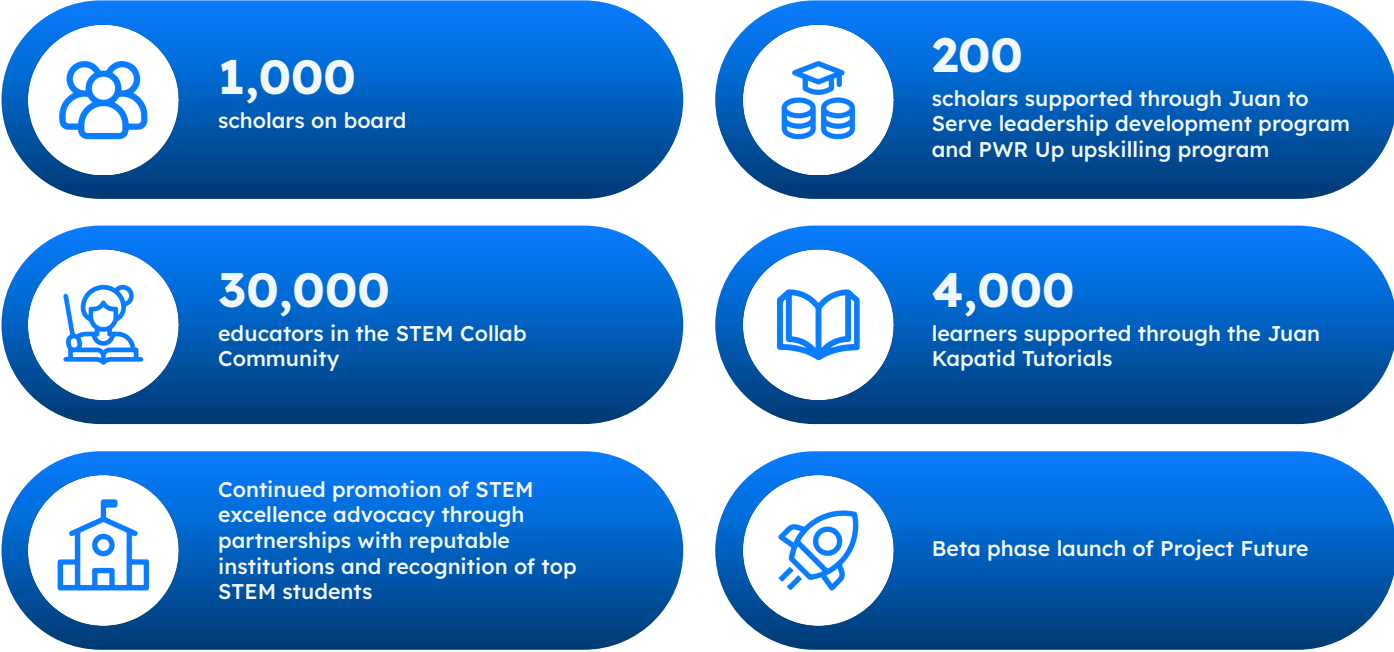 1,000
scholars on board
200
scholars supported through Juan to
Serve leadership development program
and PWR Up upskilling program
30,000
educators in the STEM Collab
Community
4,000
learners supported through the Juan
Kapatid Tutorials
Continued promotion of STEM
excellence advocacy through
partnerships with reputable
institutions and recognition of top
STEM students
Beta phase launch of Project Future